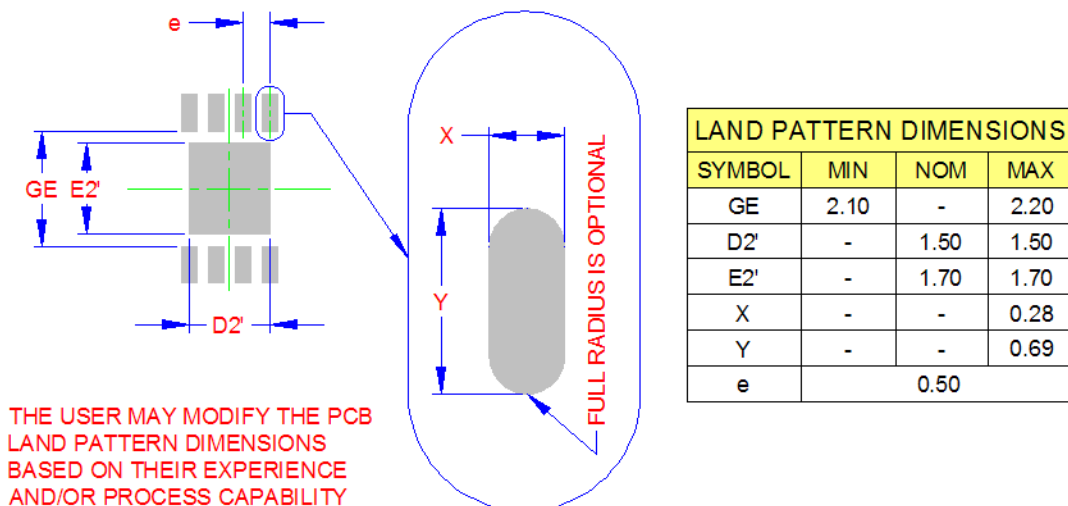 e
GE E2'
D2'
X
Y
FULL RADIUS IS OPTIONAL
THE USER MAY MODIFY THE PCB
LAND PATTERN DIMENSIONS
BASED ON THEIR EXPERIENCE
AND/OR PROCESS CAPABILITY
LAND PATTERN DIMENSIONS
SYMBOL MIN NOM MAX
GE 2.10 - 2.20
D2' - 1.50 1.50
E2' - 1.70 1.70
X - - 0.28
Y - - 0.69
e 0.50